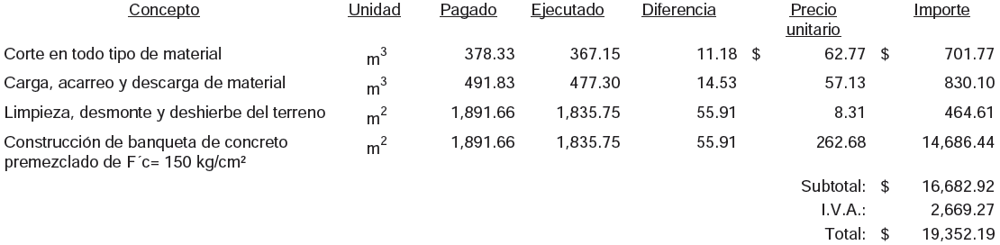 Concepto Unidad Pagado Ejecutado Diferencia Precio unitario Importe
Corte en todo tipo de material m³ 378.33 367.15 11.18 $ 62.77 $ 701.77
Carga, acarreo y descarga de material m³ 491.83 477.30 14.53 57.13 830.10
Limpieza, desmonte y deshierbe del terreno m² 1,891.66 1,835.75 55.91 8.31 464.61
Construcción de banqueta de concreto m² 1,891.66 1,835.75 55.91 262.68 14,686.44
premezclado de F´c= 150 kg/cm²
Subtotal: $ 16,682.92
I.V.A.: 2,669.27
Total: $ 19,352.19